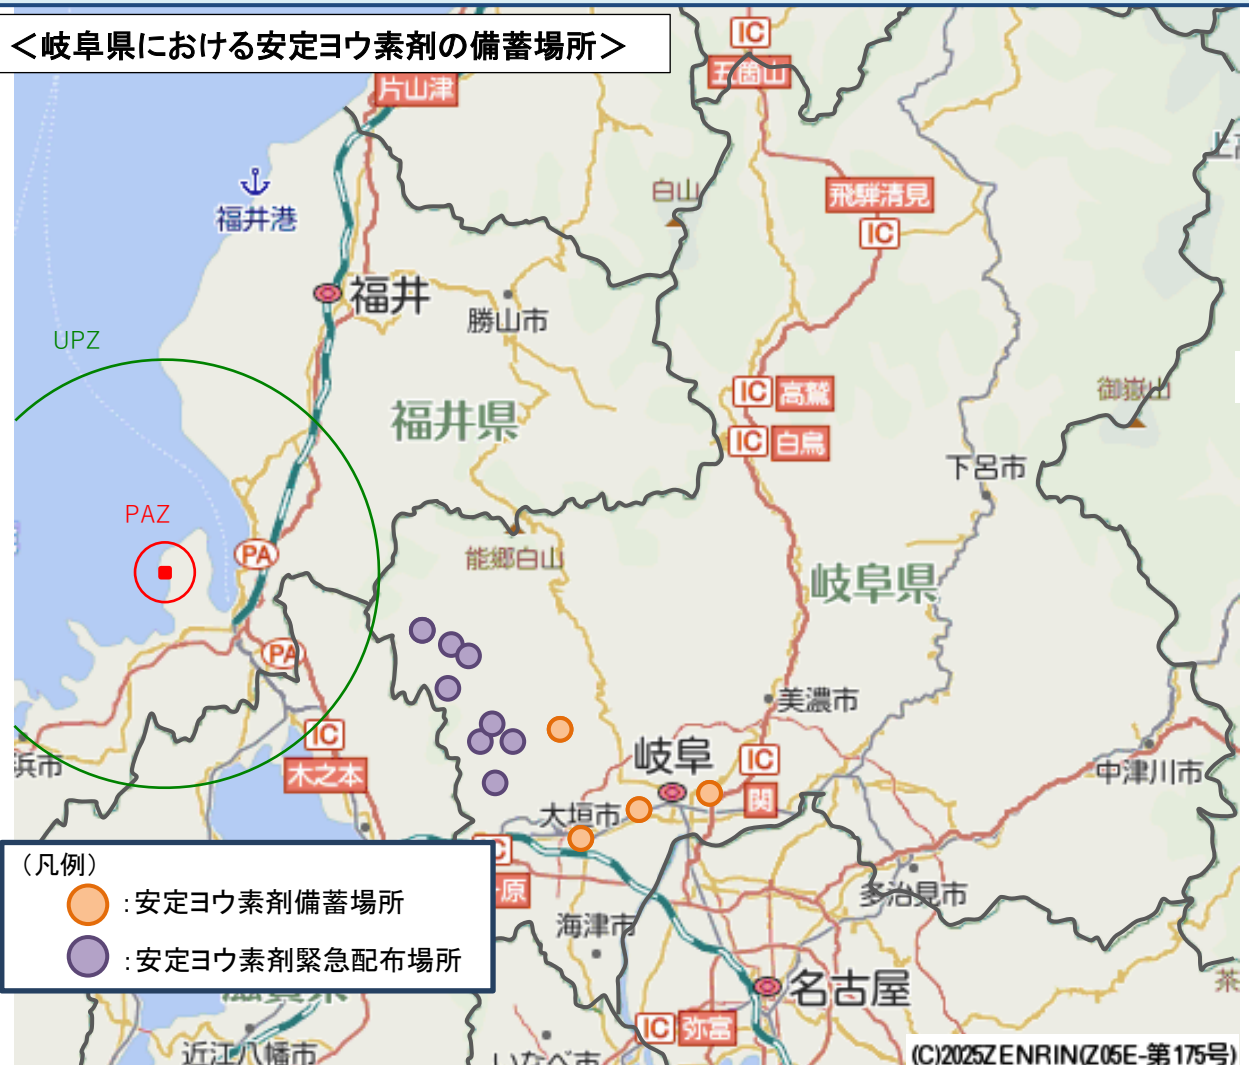 ＜岐阜県における安定ヨウ素剤の備蓄場所＞
IC
五箇山
片山津
白山
飛騨清見
IC
福井港
福井
勝山市
UPZ
IC 高鷲
御嶽山
福井県
IC 白鳥
下呂市
PAZ
PA
能郷白山
岐阜県
PA
美濃市
IC
木之本
浜市
岐阜
IC
関
中津川市
大垣市
（凡例）
：安定ヨウ素剤備蓄場所
：安定ヨウ素剤緊急配布場所
原
多治見市
海津市
名古屋
茶
IC 弥富
近江八幡市
いなべ市
(C)2025ZENRIN(Z05E-第175号)